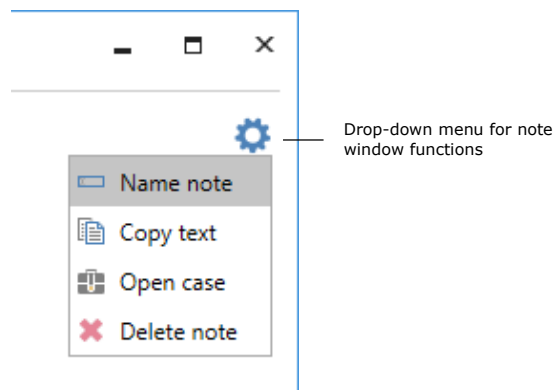 Drop-down menu for note
window functions
Name note
Copy text
Open case
Delete note